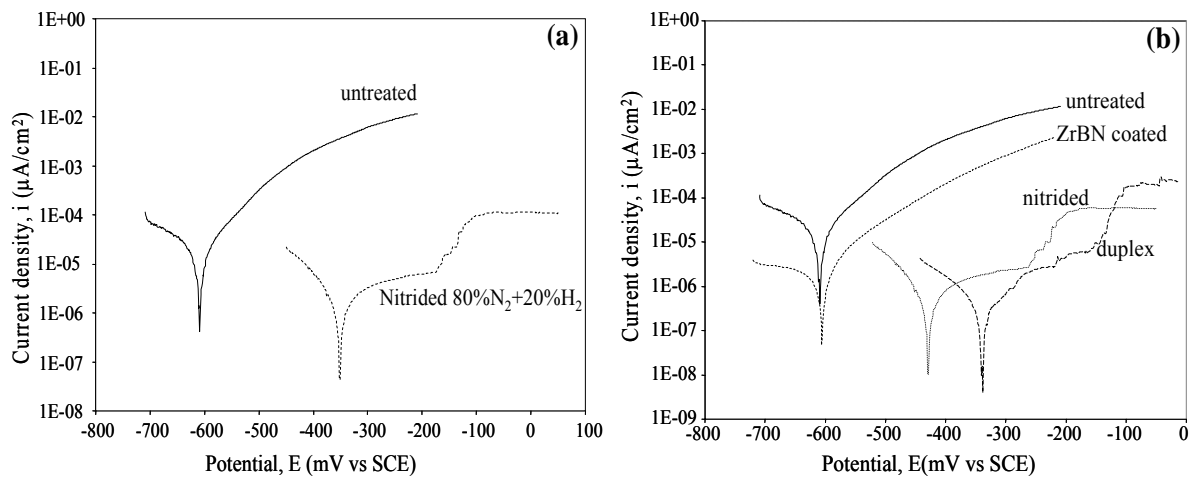 (a)
1E+00
1E-01
1E-02
1E-03
1E-04
1E-05
1E-06
1E-07
1E-08
Current density, i (µA/cm²)
untreated
Nitrided 80%N₂+20%H₂
-800 -700 -600 -500 -400 -300 -200 -100 0 100
Potential, E (mV vs SCE)
(b)
1E+00
1E-01
1E-02
1E-03
1E-04
1E-05
1E-06
1E-07
1E-08
1E-09
Current density, i (µA/cm²)
untreated
ZrBN coated
nitrided
duplex
-800 -700 -600 -500 -400 -300 -200 -100 0
Potential, E(mV vs SCE)